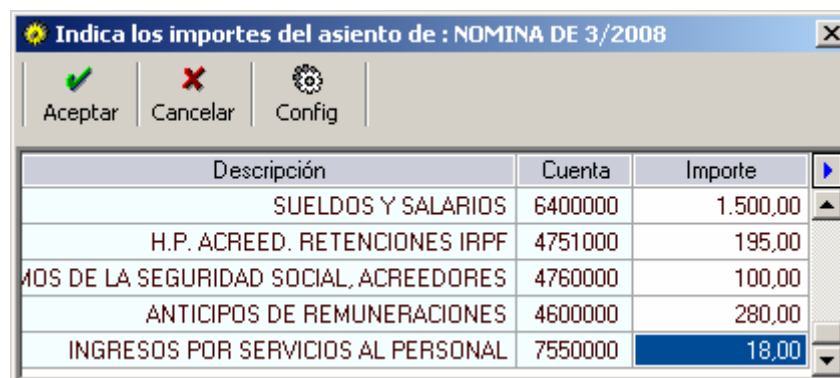 Indica los importes del asiento de : NOMINA DE 3/2008
Aceptar Cancelar Config
Descripción Cuenta Importe
SUELDOS Y SALARIOS 6400000 1.500,00
H.P. ACREED. RETENCIONES IRPF 4751000 195,00
MOS DE LA SEGURIDAD SOCIAL, ACREEDORES 4760000 100,00
ANTICIPOS DE REMUNERACIONES 4600000 280,00
INGRESOS POR SERVICIOS AL PERSONAL 7550000 18,00